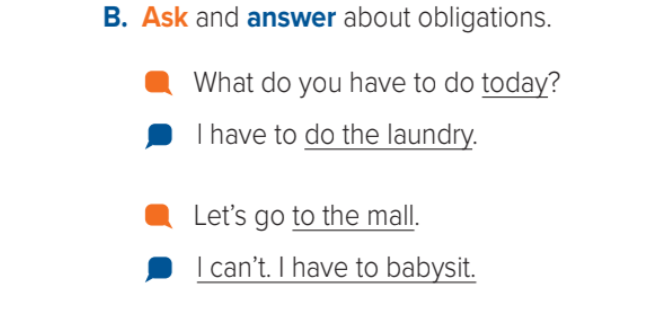 B. Ask and answer about obligations.
What do you have to do today?
I have to do the laundry.
Let’s go to the mall.
I can’t. I have to babysit.